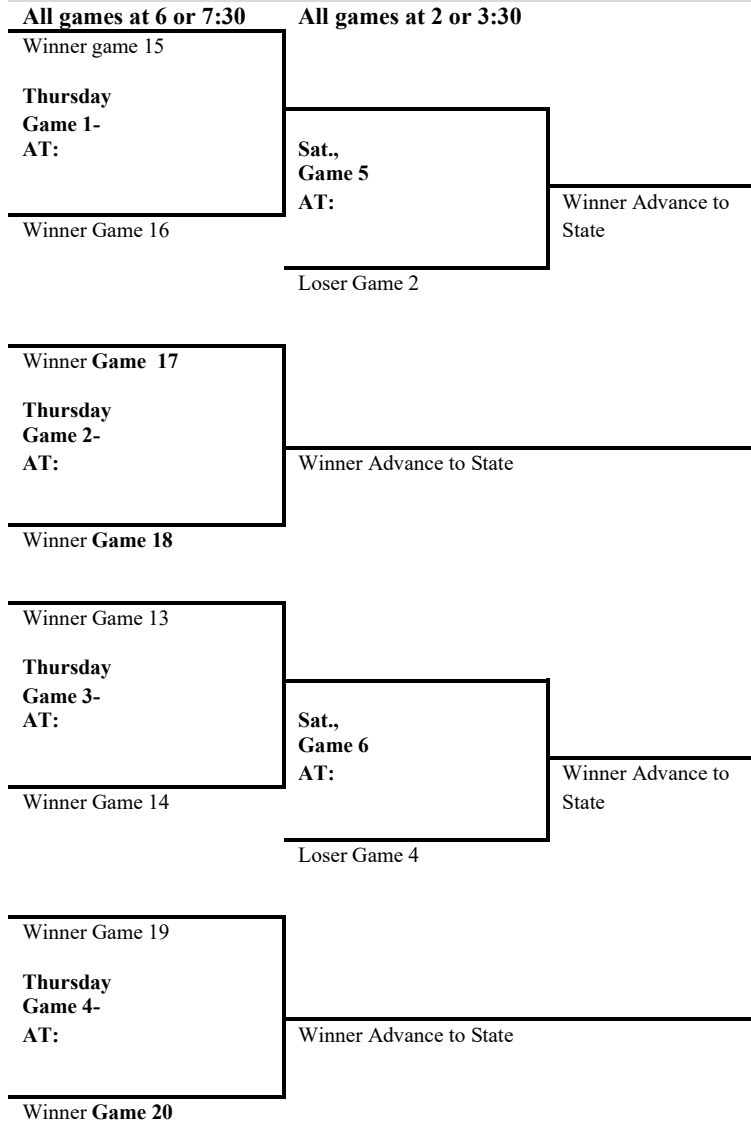 All games at 6 or 7:30 All games at 2 or 3:30
Winner game 15
Thursday
Game 1-
AT:
Sat.,
Game 5
AT:
Winner Advance to
State
Winner Game 16
Loser Game 2
Winner Game 17
Thursday
Game 2-
AT:
Winner Advance to State
Winner Game 18
Winner Game 13
Thursday
Game 3-
AT:
Sat.,
Game 6
AT:
Winner Advance to
State
Winner Game 14
Loser Game 4
Winner Game 19
Thursday
Game 4-
AT:
Winner Advance to State
Winner Game 20